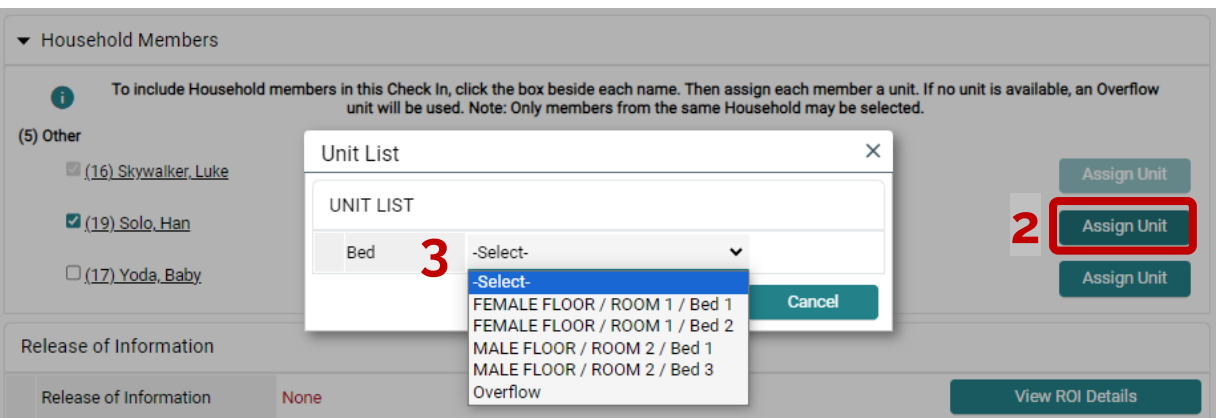 Household Members
To include Household members in this Check In, click the box beside each name. Then assign each member a unit. If no unit is available, an Overflow
unit will be used. Note: Only members from the same Household may be selected.
(5) Other
(16) Skywalker, Luke
Assign Unit
(19) Solo, Han
2
Assign Unit
(17) Yoda, Baby
Assign Unit
Unit List
UNIT LIST
Bed
3
-Select-
-Select-
FEMALE FLOOR / ROOM 1 / Bed 1
FEMALE FLOOR / ROOM 1 / Bed 2
MALE FLOOR / ROOM 2 / Bed 1
MALE FLOOR / ROOM 2 / Bed 3
Overflow
Cancel
Release of Information
Release of Information
None
View ROI Details